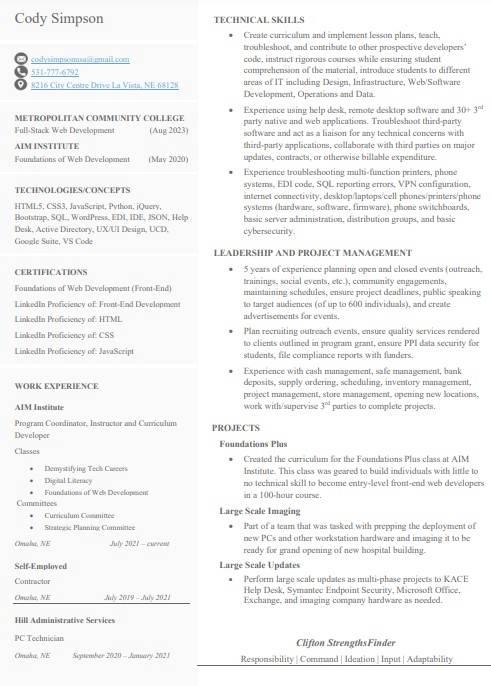 Cody Simpson
codysimpsonusa@gmail.com
531-777-6792
8216 City Centre Drive La Vista, NE 68128
METROPOLITAN COMMUNITY COLLEGE
Full-Stack Web Development (Aug 2023)
AIM INSTITUTE
Foundations of Web Development (May 2020)
TECHNOLOGIES/CONCEPTS
HTML5, CSS3, JavaScript, Python, jQuery,
Bootstrap, SQL, WordPress, EDI, IDE, JSON, Help
Desk, Active Directory, UX/UI Design, UCD,
Google Suite, VS Code
CERTIFICATIONS
Foundations of Web Development (Front-End)
LinkedIn Proficiency of: Front-End Development
LinkedIn Proficiency of: HTML
LinkedIn Proficiency of: CSS
LinkedIn Proficiency of: JavaScript
WORK EXPERIENCE
AIM Institute
Program Coordinator, Instructor and Curriculum
Developer
Classes
• Demystifying Tech Careers
• Digital Literacy
• Foundations of Web Development
Committees
• Curriculum Committee
• Strategic Planning Committee
Omaha, NE July 2021 – current
Self-Employed
Contractor
Omaha, NE July 2019 – July 2021
Hill Administrative Services
PC Technician
Omaha, NE September 2020 – January 2021
TECHNICAL SKILLS
• Create curriculum and implement lesson plans, teach,
troubleshoot, and contribute to other prospective developers'
code, instruct rigorous courses while ensuring student
comprehension of the material, introduce students to different
areas of IT including Design, Infrastructure, Web/Software
Development, Operations and Data.
• Experience using help desk, remote desktop software and 30+ 3rd
party native and web applications. Troubleshoot third-party
software and act as a liaison for any technical concerns with
third-party applications, collaborate with third parties on major
updates, contracts, or otherwise billable expenditure.
• Experience troubleshooting multi-function printers, phone
systems, EDI code, SQL reporting errors, VPN configuration,
internet connectivity, desktop/laptops/cell phones/printers/phone
systems (hardware, software, firmware), phone switchboards,
basic server administration, distribution groups, and basic
cybersecurity.
LEADERSHIP AND PROJECT MANAGEMENT
• 5 years of experience planning open and closed events (outreach,
trainings, social events, etc.), community engagements,
maintaining schedules, ensure project deadlines, public speaking
to target audiences (of up to 600 individuals), and create
advertisements for events.
• Plan recruiting outreach events, ensure quality services rendered
to clients outlined in program grant, ensure PPI data security for
students, file compliance reports with funders.
• Experience with cash management, safe management, bank
deposits, supply ordering, scheduling, inventory management,
project management, store management, opening new locations,
work with/supervise 3rd parties to complete projects.
PROJECTS
Foundations Plus
• Created the curriculum for the Foundations Plus class at AIM
Institute. This class was geared to build individuals with little to
no technical skill to become entry-level front-end web developers
in a 100-hour course.
Large Scale Imaging
• Part of a team that was tasked with prepping the deployment of
new PCs and other workstation hardware and imaging it to be
ready for grand opening of new hospital building.
Large Scale Updates
• Perform large scale updates as multi-phase projects to KACE
Help Desk, Symantec Endpoint Security, Microsoft Office,
Exchange, and imaging company hardware as needed.
Clifton StrengthsFinder
Responsibility | Command | Ideation | Input | Adaptability